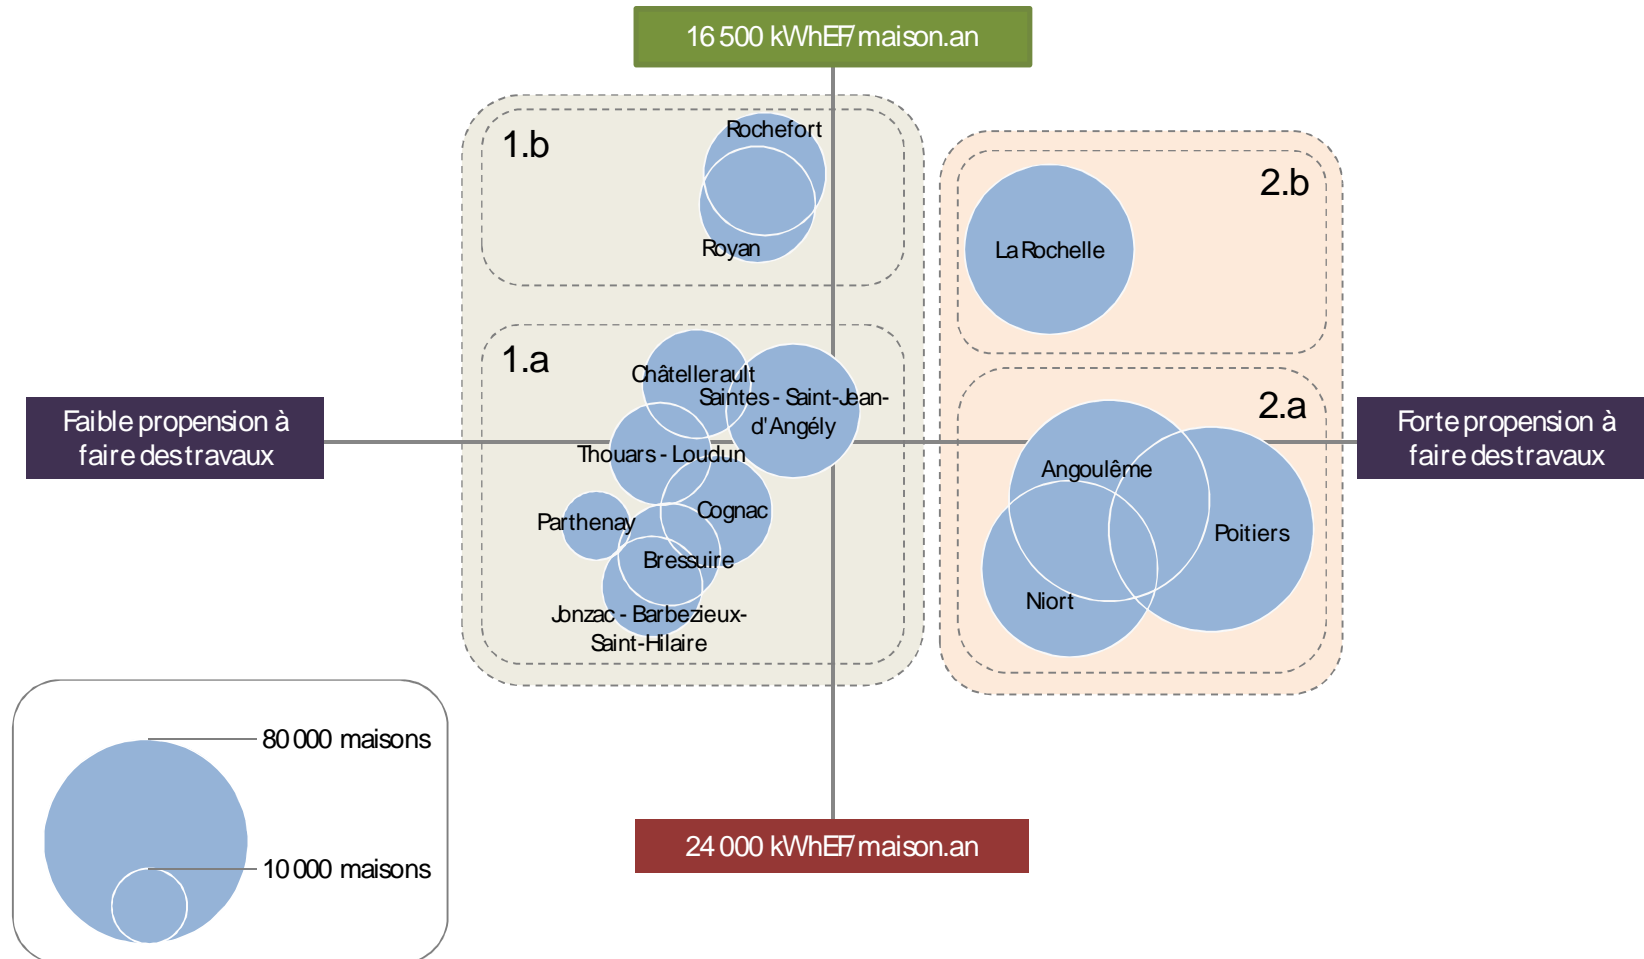 16 500 kWhEF/maison.an
1.b
Rochefort
Royan
2.b
La Rochelle
1.a
Châtellerault
Saintes - Saint-Jean-
d'Angély
Thouars - Loudun
Parthenay
Cognac
Bressuire
Jonzac - Barbezieux-
Saint-Hilaire
2.a
Angoulême
Poitiers
Niort
Faible propension à
faire des travaux
Forte propension à
faire des travaux
80 000 maisons
10 000 maisons
24 000 kWhEF/maison.an